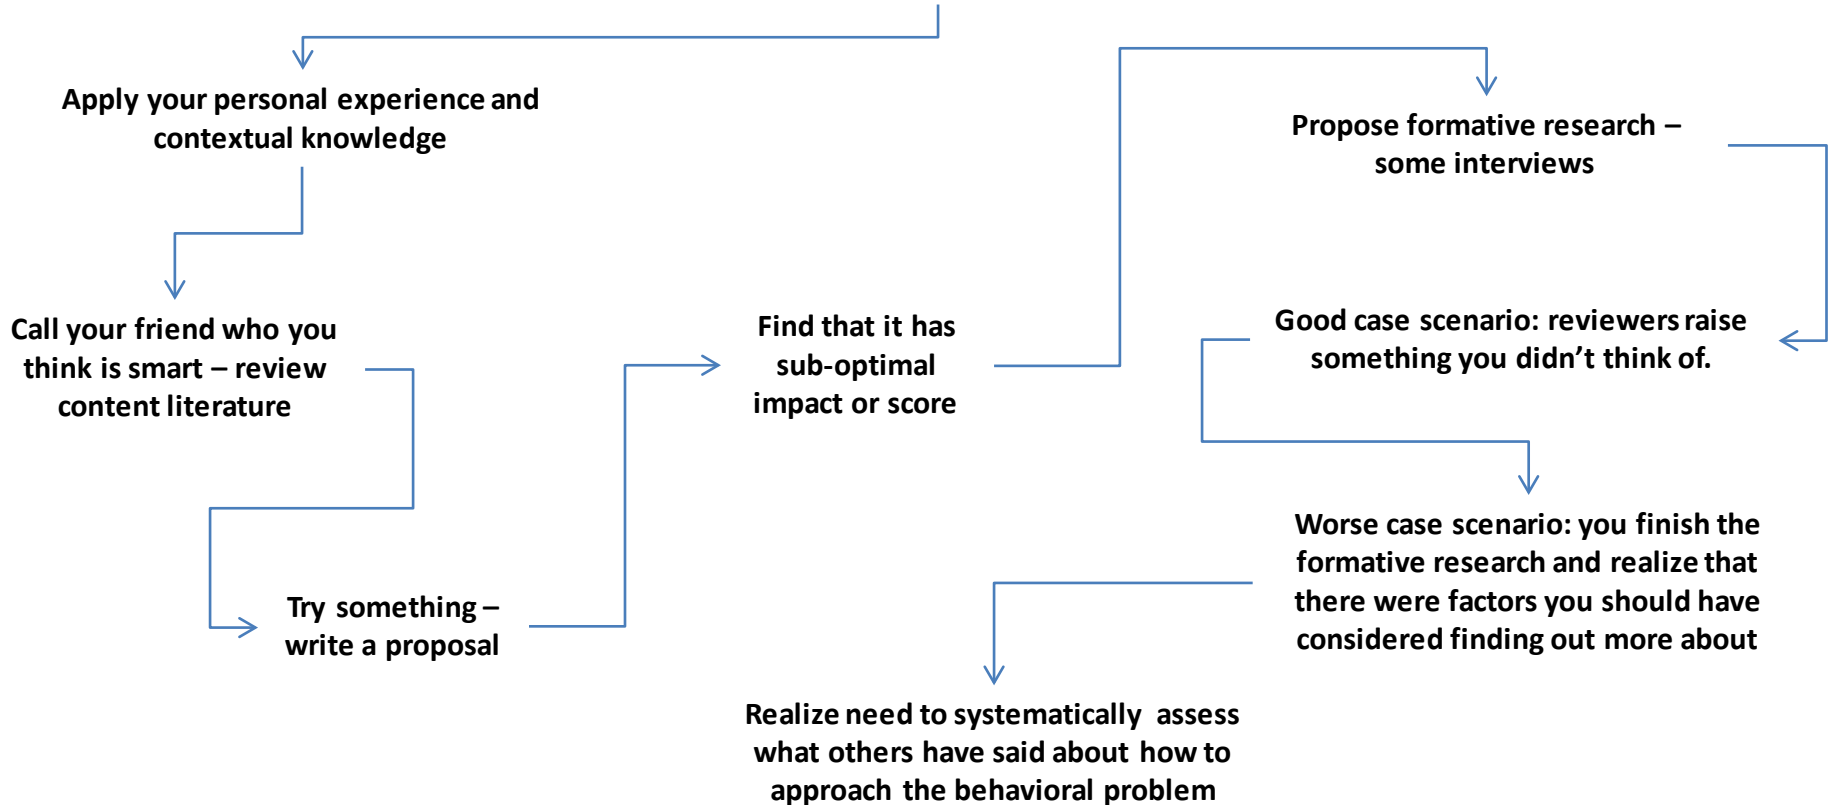 Apply your personal experience and
contextual knowledge
Call your friend who you
think is smart – review
content literature
Try something –
write a proposal
Find that it has
sub-optimal
impact or score
Propose formative research –
some interviews
Good case scenario: reviewers raise
something you didn’t think of.
Worse case scenario: you finish the
formative research and realize that
there were factors you should have
considered finding out more about
Realize need to systematically assess
what others have said about how to
approach the behavioral problem